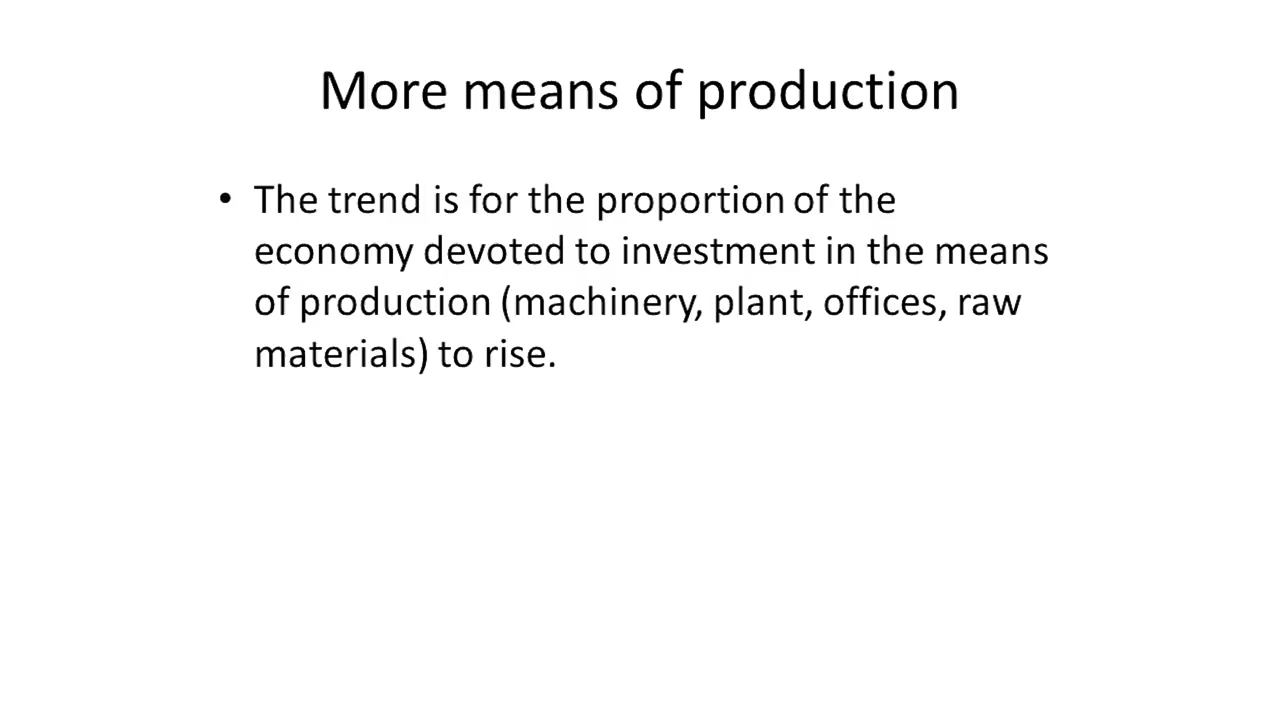 More means of production
• The trend is for the proportion of the
economy devoted to investment in the means
of production (machinery, plant, offices, raw
materials) to rise.